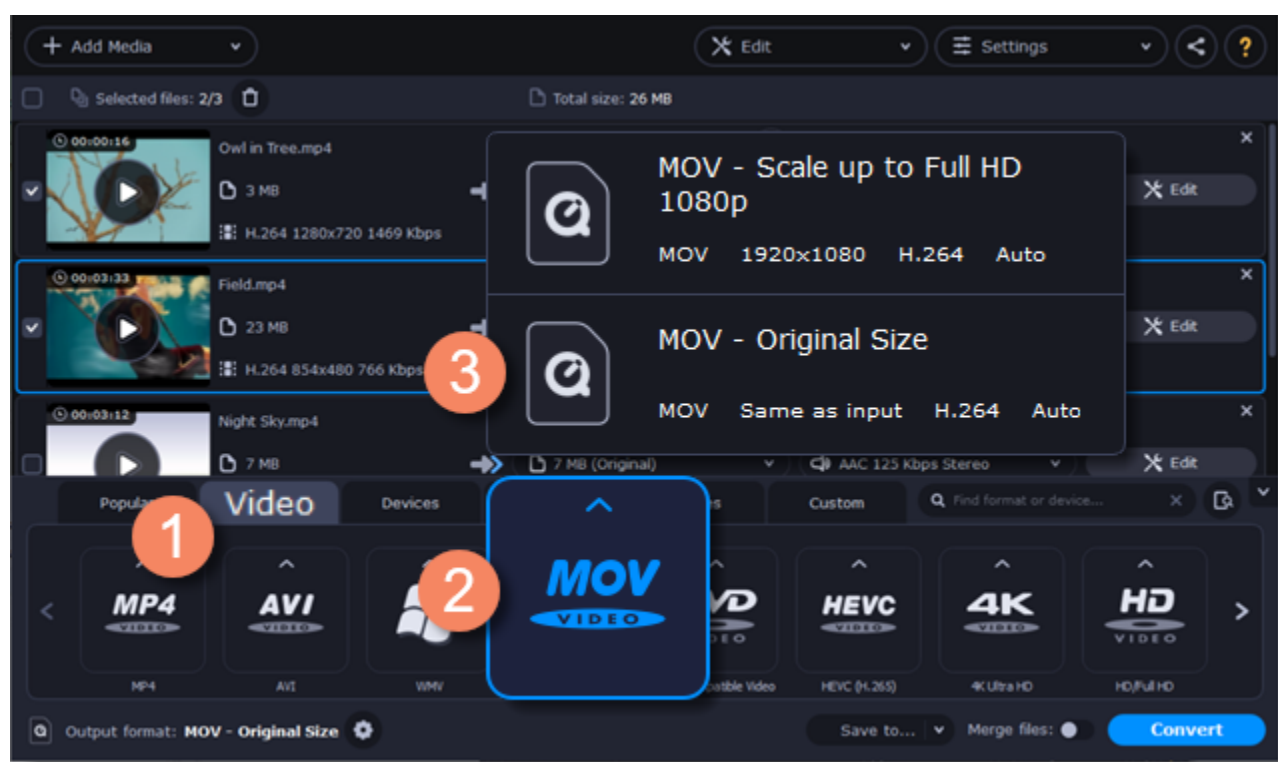 Add Media
Edit
Settings
?
Selected files: 2/3
Total size: 26 MB
00:00:16
Owl in Tree.mp4
3 MB
H.264 1280x720 1469 Kbps
Edit
MOV - Scale up to Full HD
1080p
MOV 1920x1080 H.264 Auto
00:03:33
Field.mp4
23 MB
H.264 854x480 766 Kbps
Edit
3
MOV - Original Size
MOV Same as input H.264 Auto
00:03:12
Night Sky.mp4
7 MB
7 MB (Original)
AAC 125 Kbps Stereo
Edit
Video
Devices
Custom
Find format or device...
1
2
MP4
VIDEO
AVI
VIDEO
MOV
VIDEO
HEVC
VIDEO
4K
VIDEO
HD
VIDEO
MP4
AVI
WMV
Video
HEVC (H.265)
4K Ultra HD
HD/Full HD
Output format: MOV - Original Size
Save to...
Merge files:
Convert